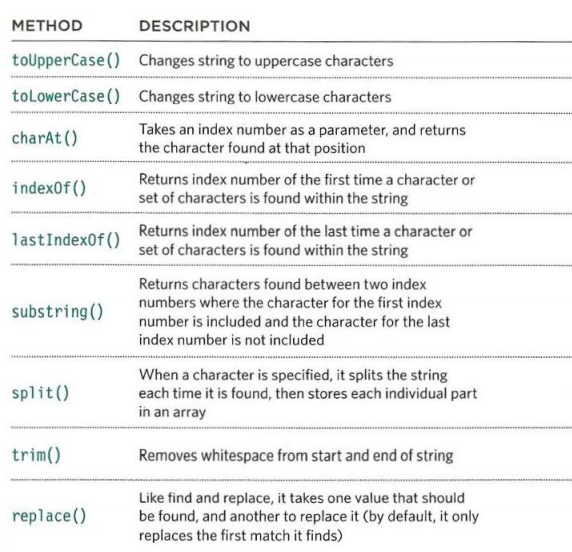 METHOD DESCRIPTION
toUpperCase() Changes string to uppercase characters
toLowerCase() Changes string to lowercase characters
charAt() Takes an index number as a parameter, and returns
the character found at that position
indexOf() Returns index number of the first time a character or
set of characters is found within the string
lastIndexOf() Returns index number of the last time a character or
set of characters is found within the string
substring() Returns characters found between two index
numbers where the character for the first index
number is included and the character for the last
index number is not included
split() When a character is specified, it splits the string
each time it is found, then stores each individual part
in an array
trim() Removes whitespace from start and end of string
replace() Like find and replace, it takes one value that should
be found, and another to replace it (by default, it only
replaces the first match it finds)